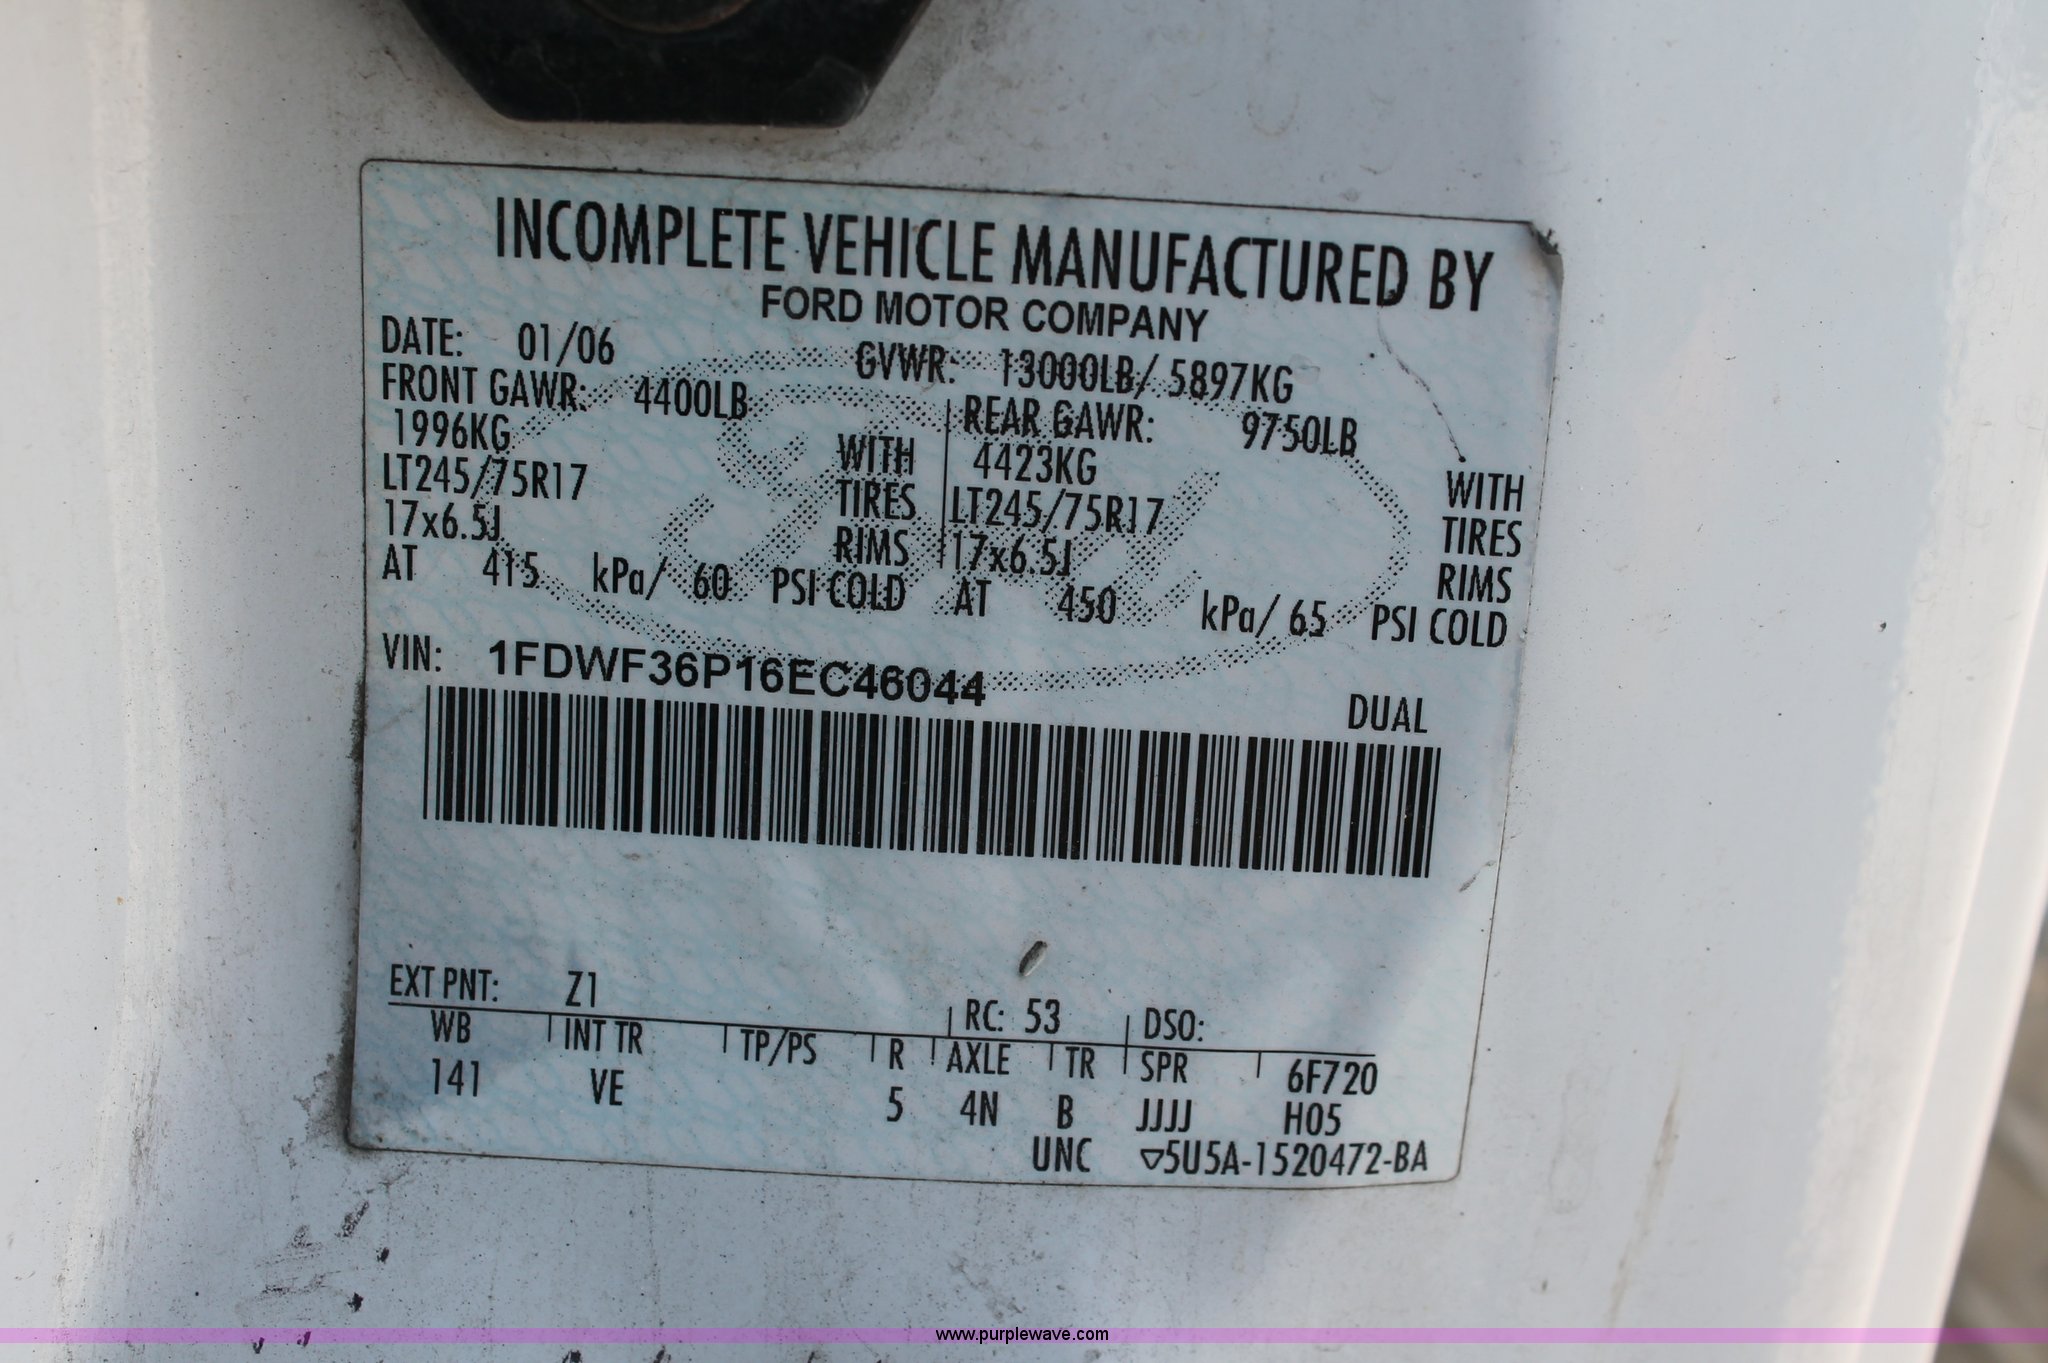 INCOMPLETE VEHICLE MANUFACTURED BY
FORD MOTOR COMPANY
DATE: 01/06 GVWR: 13000LB/ 5897KG
FRONT GAWR: 4400LB REAR GAWR: 9750LB
1996KG WITH 4423KG WITH
LT245/75R17 TIRES LT245/75R17 TIRES
17x6.5J RIMS 17x6.5J RIMS
AT 415 kPa/ 60 PSI COLD AT 450 kPa/ 65 PSI COLD
VIN: 1FDWF36P16EC46044
DUAL
EXT PNT: Z1 RC: 53 DSO:
WB INT TR TP/PS R AXLE TR SPR 6F720
141 VE 5 4N B JJJJ H05
UNC ▽5U5A-1520472-BA
www.purplewave.com